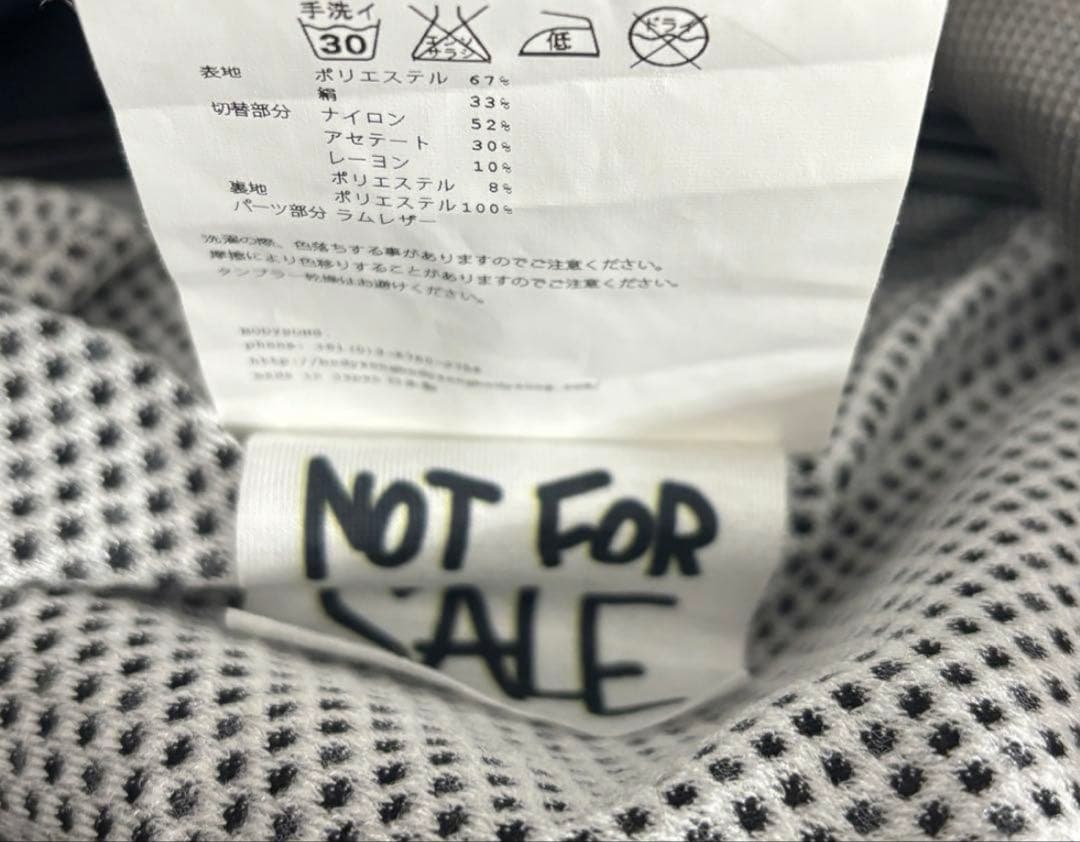 手洗イ
30
エンソ
サラシ
低
ドライ
表地 ポリエステル 67%
絹 33%
切替部分 ナイロン 52%
アセテート 30%
レーヨン 10%
ポリエステル 8%
裏地 ポリエステル100%
パーツ部分 ラムレザー
洗濯の際、色落ちする事がありますのでご注意ください。
摩擦により色移りすることがありますのでご注意ください。
タンブラー乾燥はお避けください。
phone:
NOT FOR
SALE